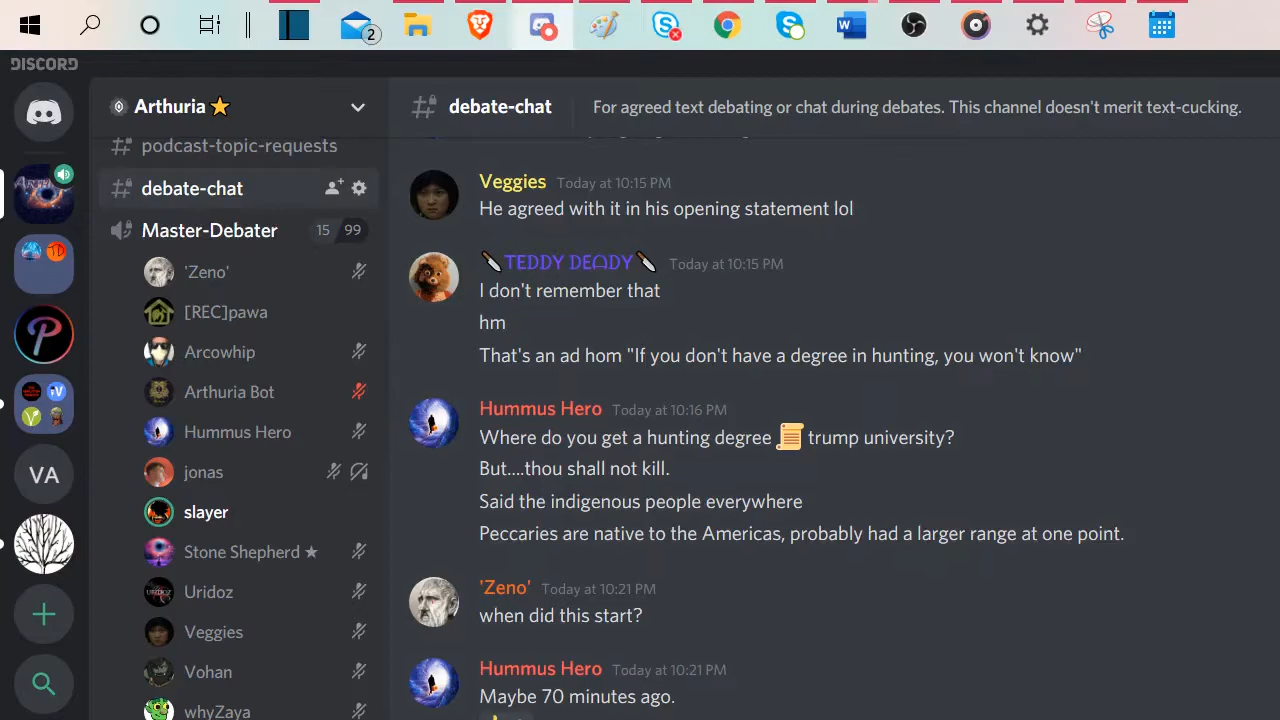 2
DISCORD
Arthuria
debate-chat
For agreed text debating or chat during debates. This channel doesn't merit text-cucking.
podcast-topic-requests
debate-chat
Master-Debater
15 99
'Zeno'
[REC]pawa
Arcowhip
Arthuria Bot
Hummus Hero
jonas
slayer
Stone Shepherd ★
Uridoz
Veggies
Vohan
whyZaya
VA
Veggies Today at 10:15 PM
He agreed with it in his opening statement lol
TEDDY DEADY Today at 10:15 PM
I don't remember that
hm
That's an ad hom "If you don't have a degree in hunting, you won't know"
Hummus Hero Today at 10:16 PM
Where do you get a hunting degree 📜 trump university?
But....thou shall not kill.
Said the indigenous people everywhere
Peccaries are native to the Americas, probably had a larger range at one point.
'Zeno' Today at 10:21 PM
when did this start?
Hummus Hero Today at 10:21 PM
Maybe 70 minutes ago.